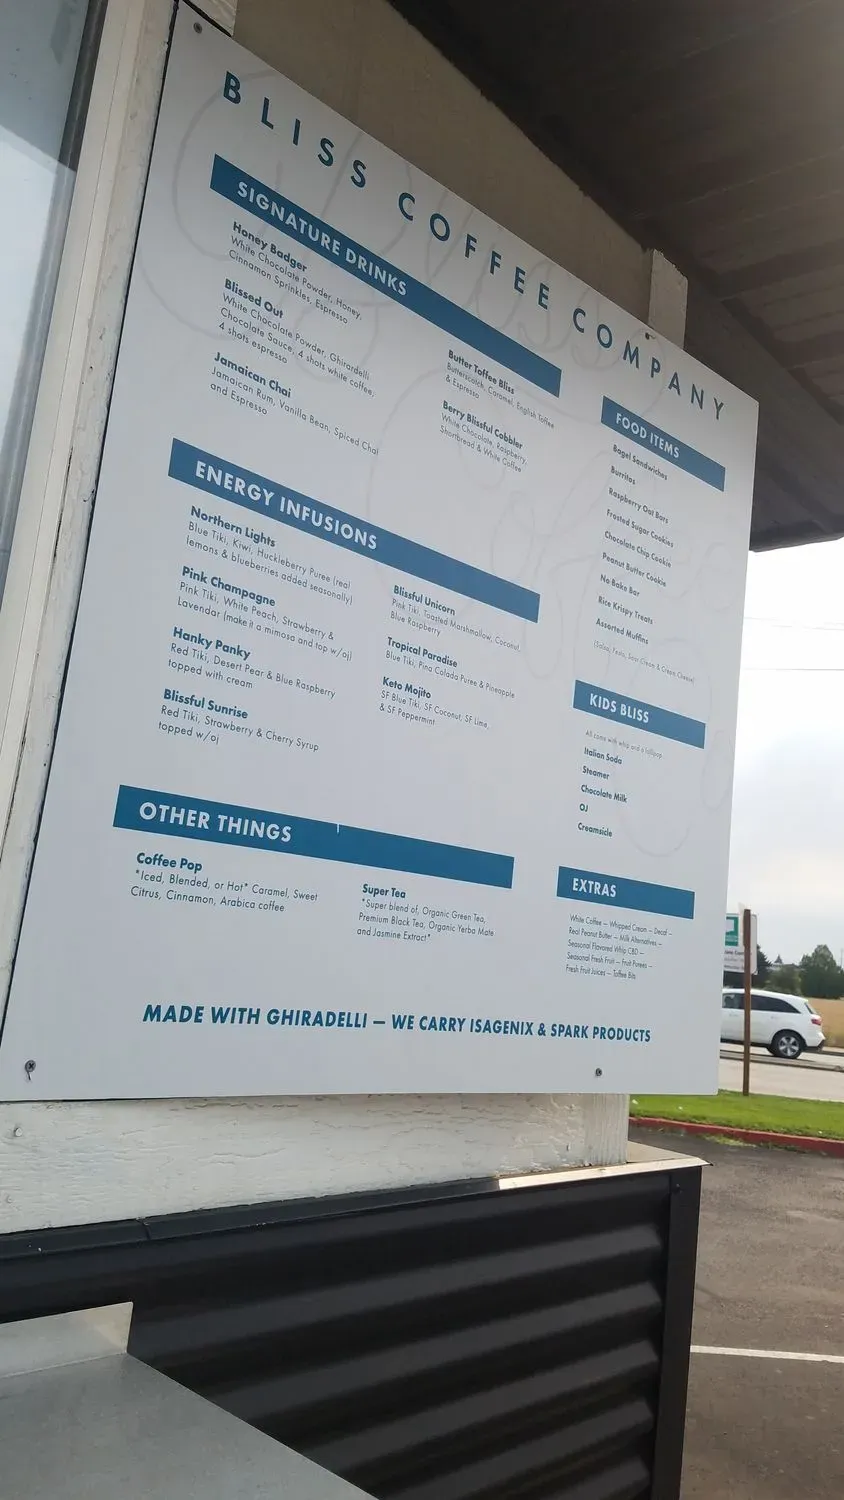 BLISS COFFEE COMPANY
SIGNATURE DRINKS
Honey Badger
White Chocolate Powder, Honey,
Cinnamon Sprinkles, Espresso
Blissed Out
White Chocolate Powder, Ghirardelli
Chocolate Sauce, 4 shots white coffee,
4 shots espresso
Jamaican Chai
Jamaican Rum, Vanilla Bean, Spiced Chai
and Espresso
Butter Toffee Bliss
Butterscotch, Caramel, English Toffee
& Espresso
Berry Blissful Cobbler
White Chocolate, Raspberry,
Shortbread & White Coffee
ENERGY INFUSIONS
Northern Lights
Blue Tiki, Kiwi, Huckleberry Puree (real
lemons & blueberries added seasonally)
Pink Champagne
Pink Tiki, White Peach, Strawberry &
Lavendar (make it a mimosa and top w/oj)
Hanky Panky
Red Tiki, Desert Pear & Blue Raspberry
topped with cream
Blissful Sunrise
Red Tiki, Strawberry & Cherry Syrup
topped w/oj
Blissful Unicorn
Pink Tiki, Toasted Marshmallow, Coconut,
Blue Raspberry
Tropical Paradise
Blue Tiki, Pina Colada Puree & Pineapple
Keto Mojito
SF Blue Tiki, SF Coconut, SF Lime,
& SF Peppermint
OTHER THINGS
Coffee Pop
*Iced, Blended, or Hot* Caramel, Sweet
Citrus, Cinnamon, Arabica coffee
Super Tea
*Super blend of, Organic Green Tea,
Premium Black Tea, Organic Yerba Mate
and Jasmine Extract*
FOOD ITEMS
Bagel Sandwiches
Burritos
Raspberry Oat Bars
Frosted Sugar Cookies
Chocolate Chip Cookie
Peanut Butter Cookie
No Bake Bar
Rice Krispy Treats
Assorted Muffins
(Salsa, Pesto, Sour Cream & Cream Cheese)
KIDS BLISS
All come with whip and a lollipop
Italian Soda
Steamer
Chocolate Milk
OJ
Creamsicle
EXTRAS
White Coffee — Whipped Cream — Decaf —
Real Peanut Butter — Milk Alternatives —
Seasonal Flavored Whip CBD —
Seasonal Fresh Fruit — Fruit Purees —
Fresh Fruit Juices — Toffee Bits
MADE WITH GHIRADELLI — WE CARRY ISAGENIX & SPARK PRODUCTS